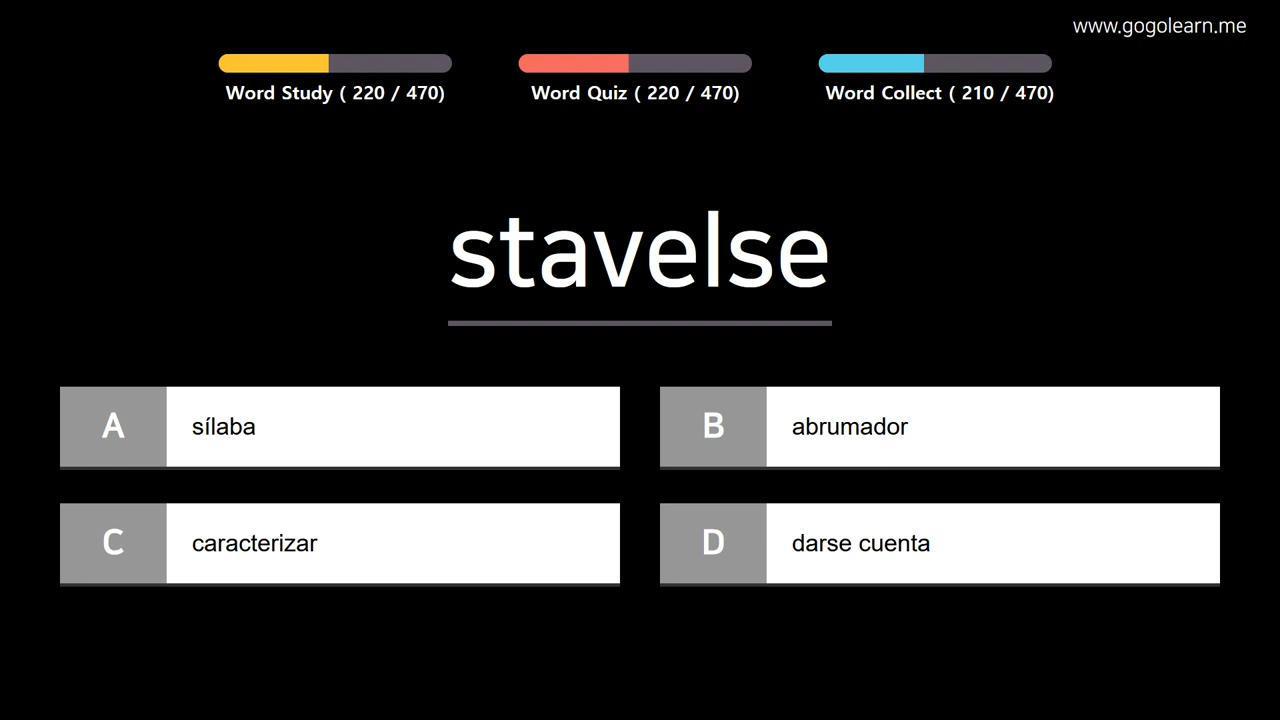 www.gogolearn.me
Word Study ( 220 / 470)
Word Quiz ( 220 / 470)
Word Collect ( 210 / 470)
stavelse
A sílaba
B abrumador
C caracterizar
D darse cuenta